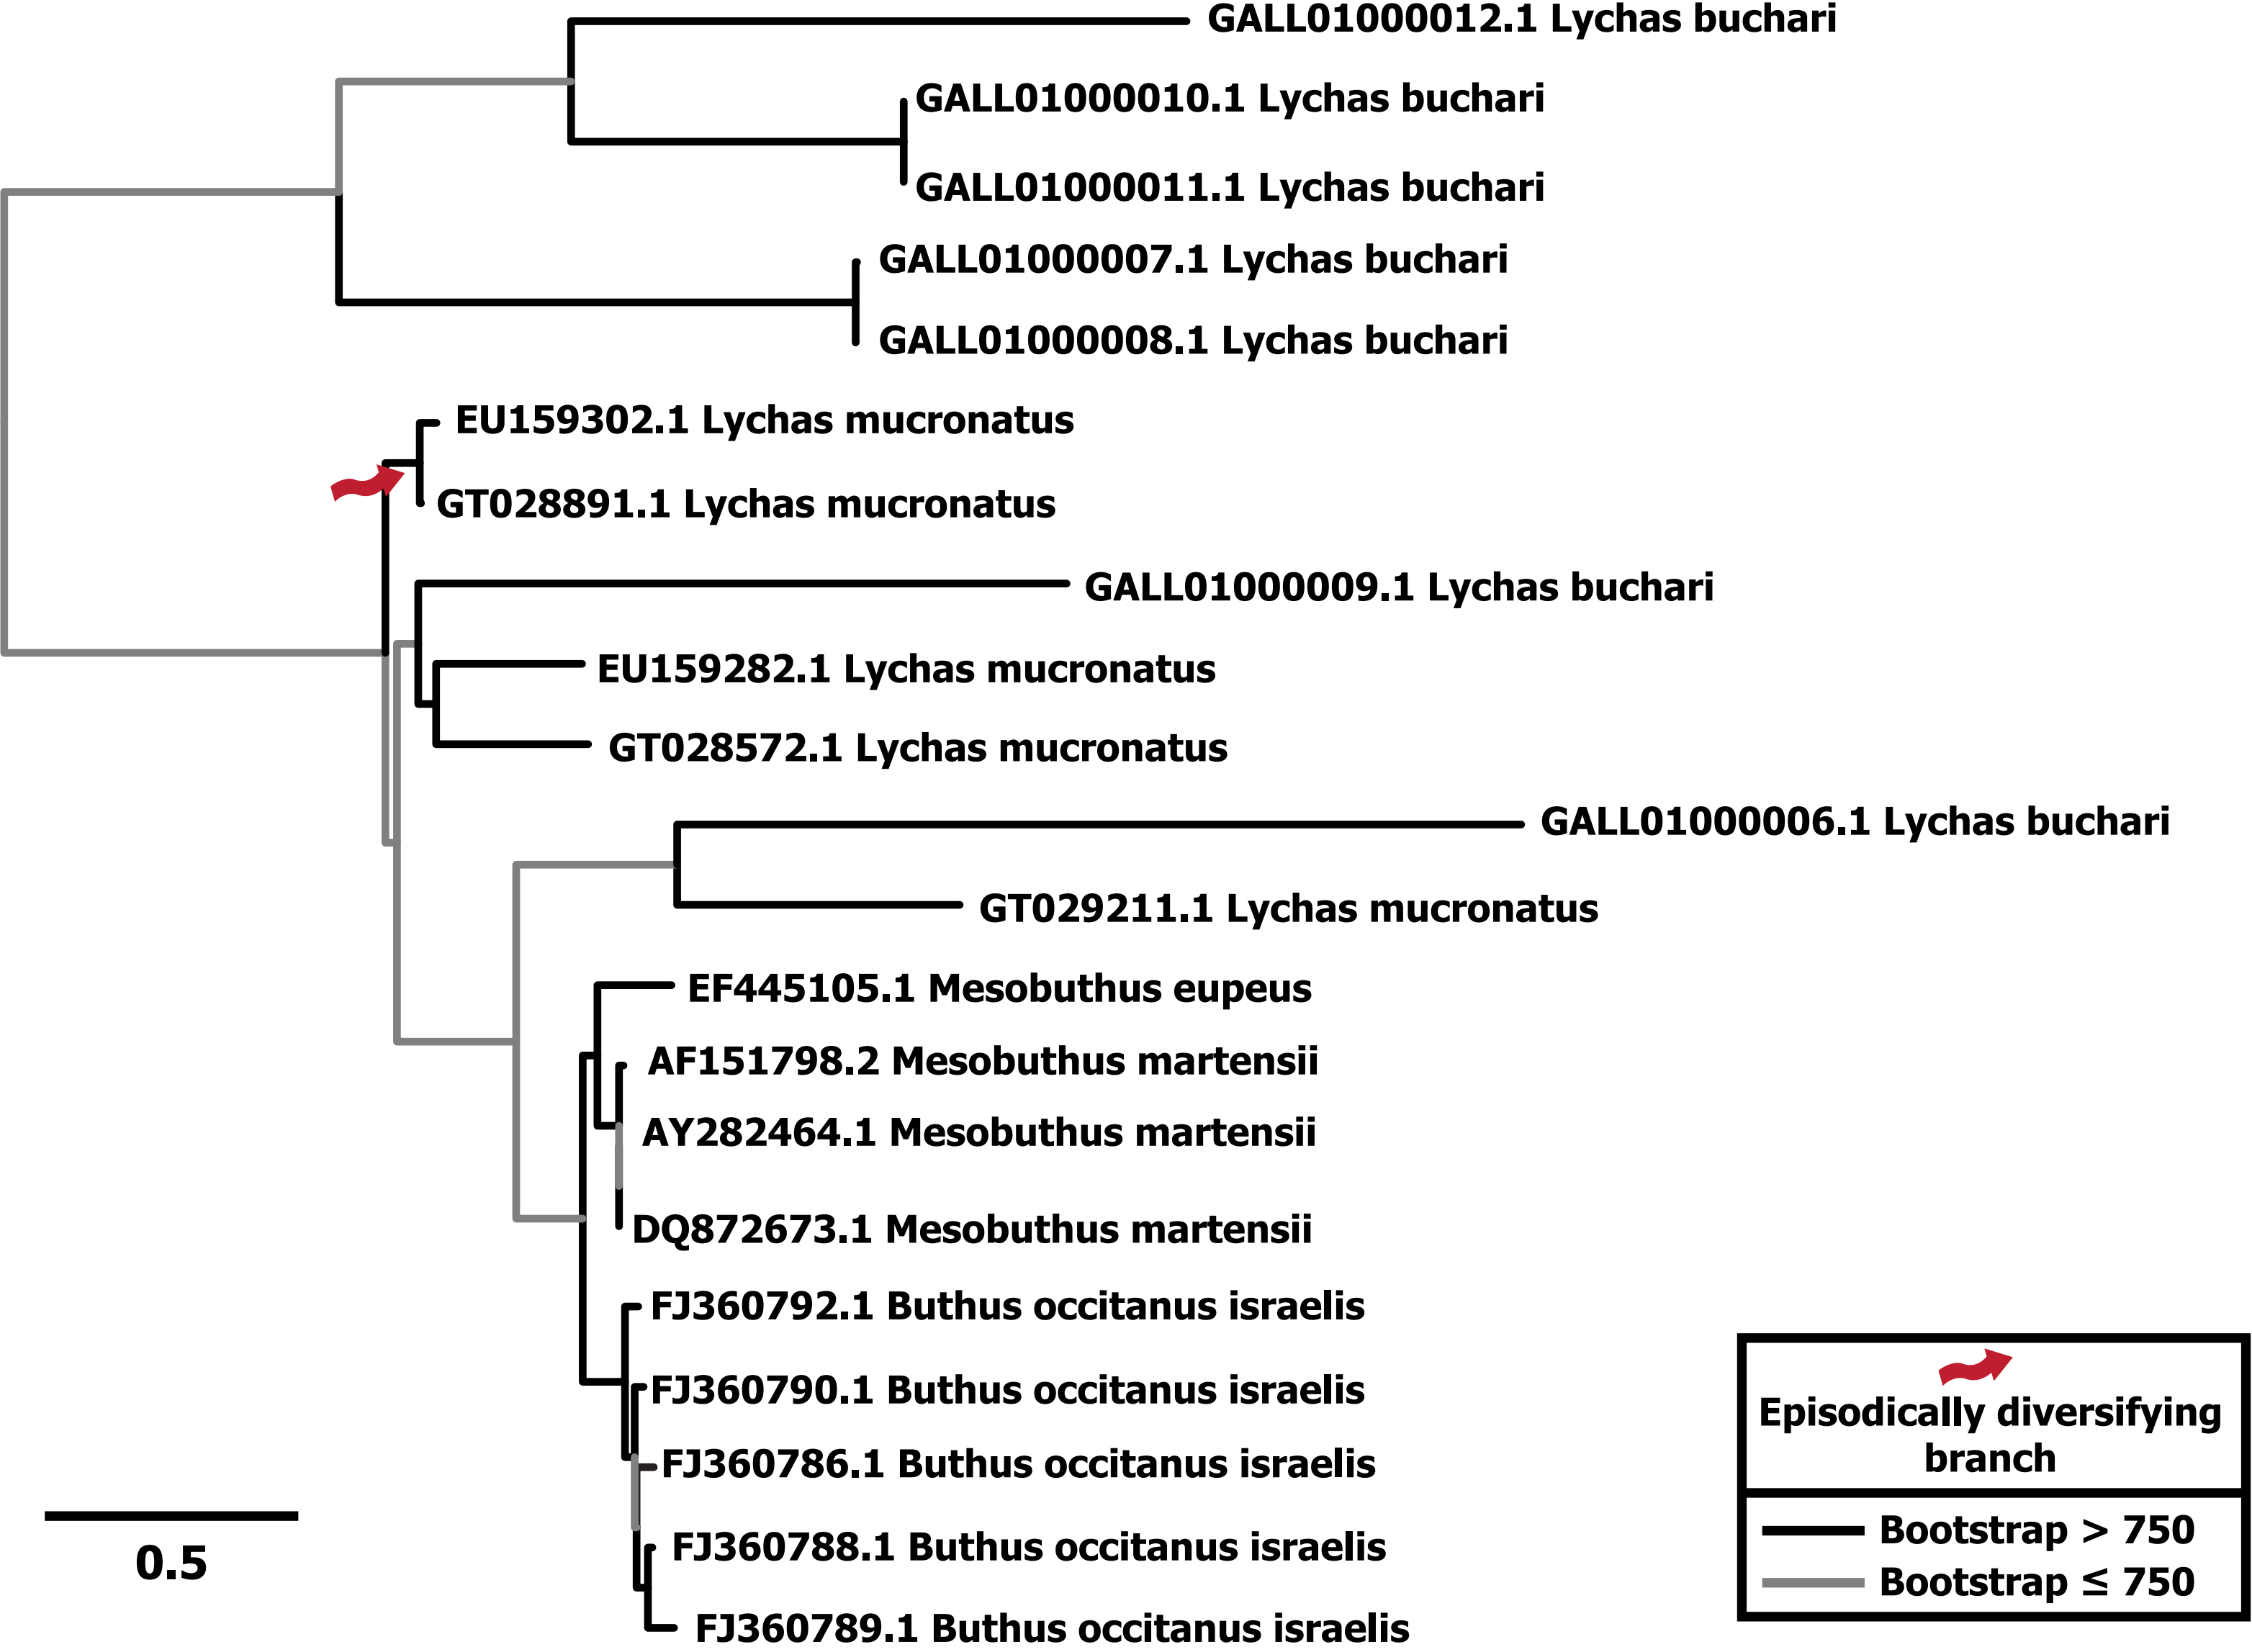 GALL01000012.1 Lychas buchari
GALL01000010.1 Lychas buchari
GALL01000011.1 Lychas buchari
GALL01000007.1 Lychas buchari
GALL01000008.1 Lychas buchari
EU159302.1 Lychas mucronatus
GT028891.1 Lychas mucronatus
GALL01000009.1 Lychas buchari
EU159282.1 Lychas mucronatus
GT028572.1 Lychas mucronatus
GALL01000006.1 Lychas buchari
GT029211.1 Lychas mucronatus
EF445105.1 Mesobuthus eupeus
AF151798.2 Mesobuthus martensii
AY282464.1 Mesobuthus martensii
DQ872673.1 Mesobuthus martensii
FJ360792.1 Buthus occitanus israelis
FJ360790.1 Buthus occitanus israelis
FJ360786.1 Buthus occitanus israelis
FJ360788.1 Buthus occitanus israelis
FJ360789.1 Buthus occitanus israelis
0.5
Episodically diversifying
branch
Bootstrap > 750
Bootstrap ≤ 750